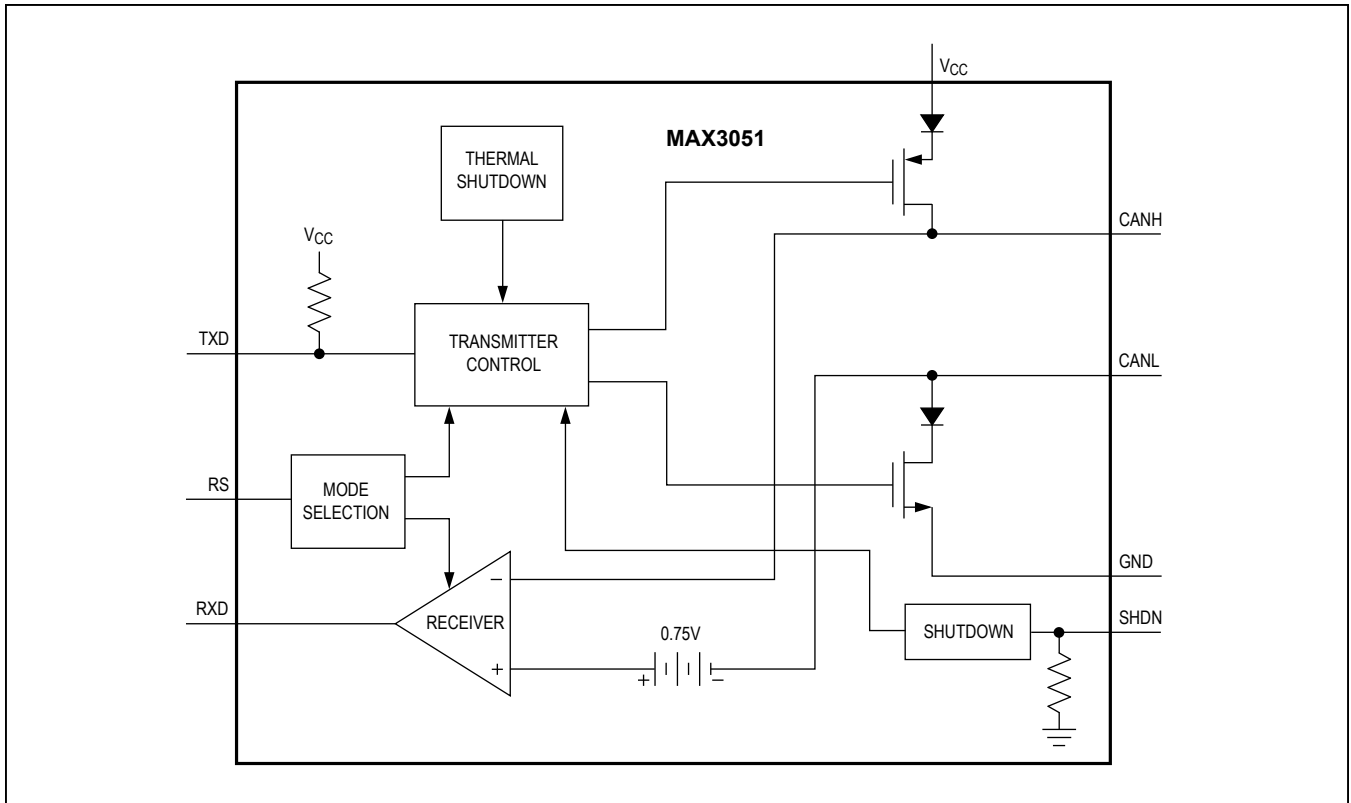 VCC
MAX3051
THERMAL
SHUTDOWN
VCC
CANH
TXD
TRANSMITTER
CONTROL
CANL
RS
MODE
SELECTION
GND
RXD
−
RECEIVER
+
0.75V
+
−
SHUTDOWN
SHDN